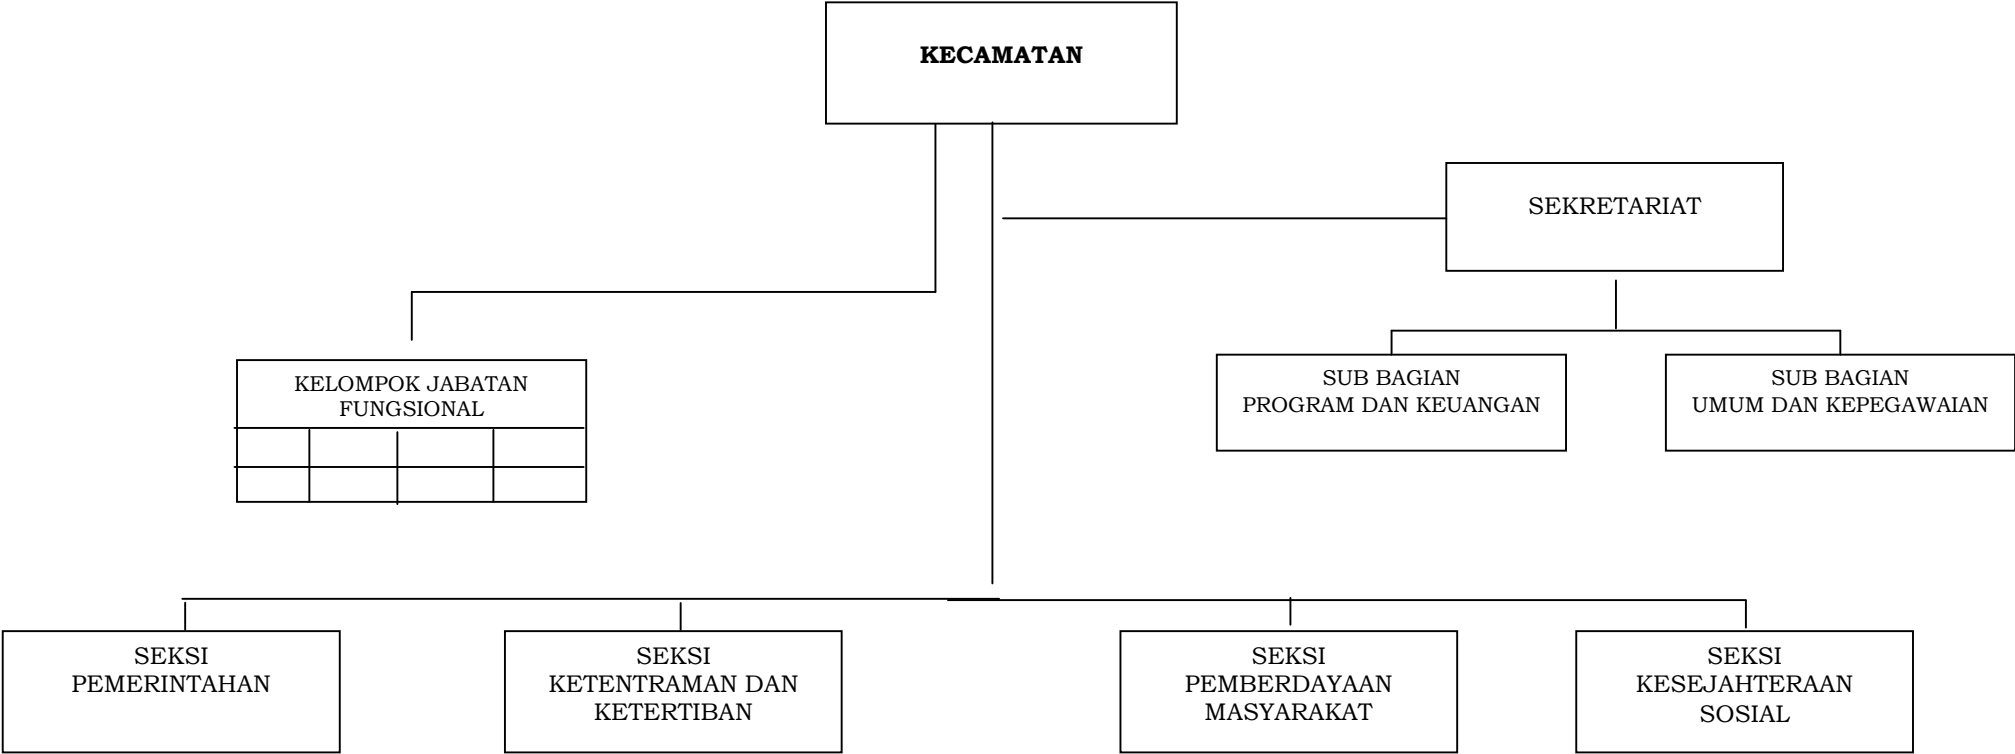 KECAMATAN
SEKRETARIAT
KELOMPOK JABATAN
FUNGSIONAL
SUB BAGIAN
PROGRAM DAN KEUANGAN
SUB BAGIAN
UMUM DAN KEPEGAWAIAN
SEKSI
PEMERINTAHAN
SEKSI
KETENTRAMAN DAN
KETERTIBAN
SEKSI
PEMBERDAYAAN
MASYARAKAT
SEKSI
KESEJAHTERAAN
SOSIAL